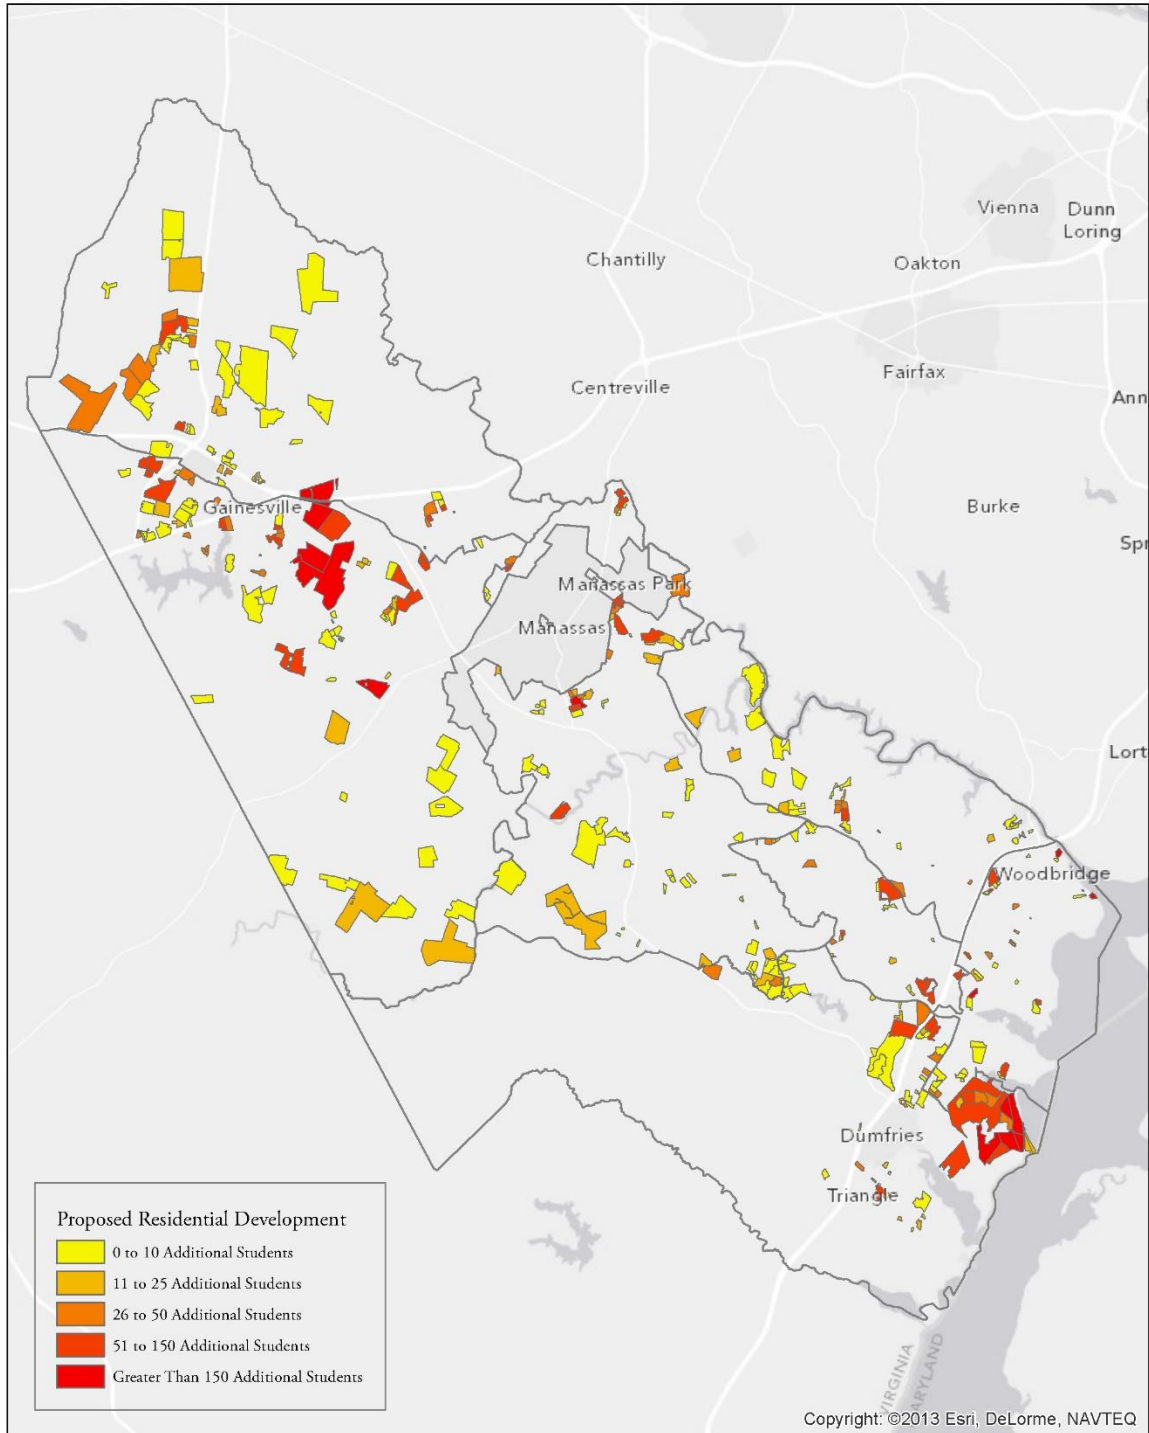 Vienna
Dunn
Loring
Chantilly
Oakton
Fairfax
Centreville
Ann
Burke
Gainesville
Spr
Manassas Park
Manassas
Lort
Woodbridge
Dumfries
Triangle
Proposed Residential Development
0 to 10 Additional Students
11 to 25 Additional Students
26 to 50 Additional Students
51 to 150 Additional Students
Greater Than 150 Additional Students
VIRGINIA
ARYLAND
Copyright: ©2013 Esri, DeLorme, NAVTEQ